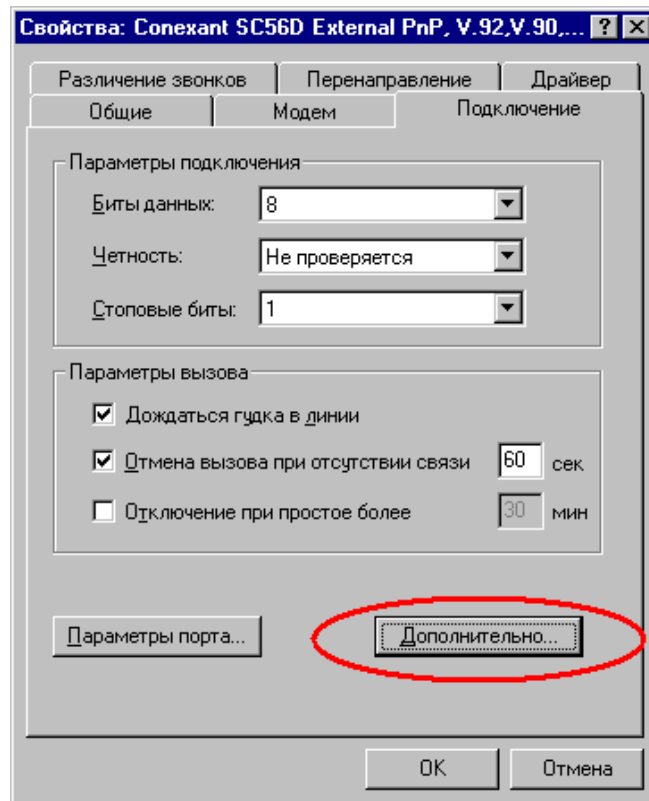 Свойства: Conexant SC56D External PnP, V.92,V.90,...
Различение звонков Перенаправление Драйвер
Общие Модем Подключение
Параметры подключения
Биты данных: 8
Четность: Не проверяется
Стоповые биты: 1
Параметры вызова
Дождаться гудка в линии
Отмена вызова при отсутствии связи 60 сек
Отключение при простое более 30 мин
Параметры порта... Дополнительно...
OK Отмена